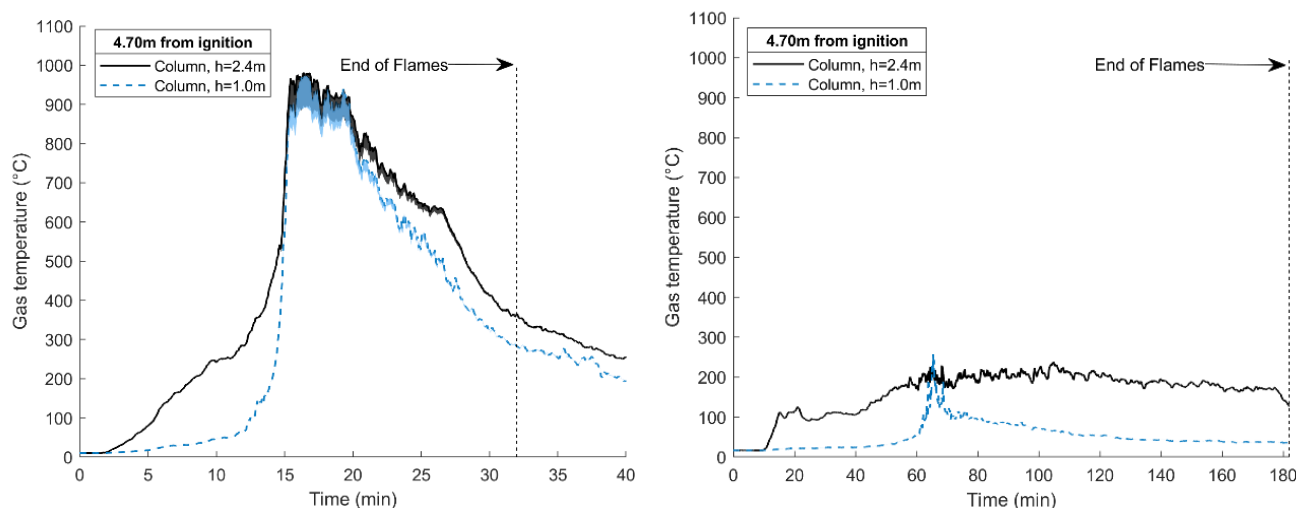 4.70m from ignition
Column, h=2.4m
Column, h=1.0m
End of Flames
Gas temperature (°C)
1100
1000
900
800
700
600
500
400
300
200
100
0
0 5 10 15 20 25 30 35 40
Time (min)
4.70m from ignition
Column, h=2.4m
Column, h=1.0m
End of Flames
Gas temperature (°C)
1100
1000
900
800
700
600
500
400
300
200
100
0
0 20 40 60 80 100 120 140 160 180
Time (min)